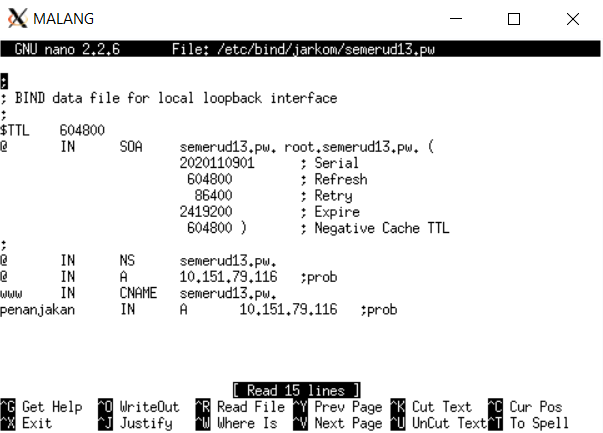 MALANG
GNU nano 2.2.6 File: /etc/bind/jarkom/semerud13.pw
;
; BIND data file for local loopback interface
;
$TTL 604800
@ IN SOA semerud13.pw. root.semerud13.pw. (
2020110901 ; Serial
604800 ; Refresh
86400 ; Retry
2419200 ; Expire
604800 ) ; Negative Cache TTL
;
@ IN NS semerud13.pw.
@ IN A 10.151.79.116 ;prob
www IN CNAME semerud13.pw.
penanjakan IN A 10.151.79.116 ;prob
[ Read 15 lines ]
^G Get Help ^O WriteOut ^R Read File ^Y Prev Page ^K Cut Text ^C Cur Pos
^X Exit ^J Justify ^W Where Is ^V Next Page ^U UnCut Text ^T To Spell